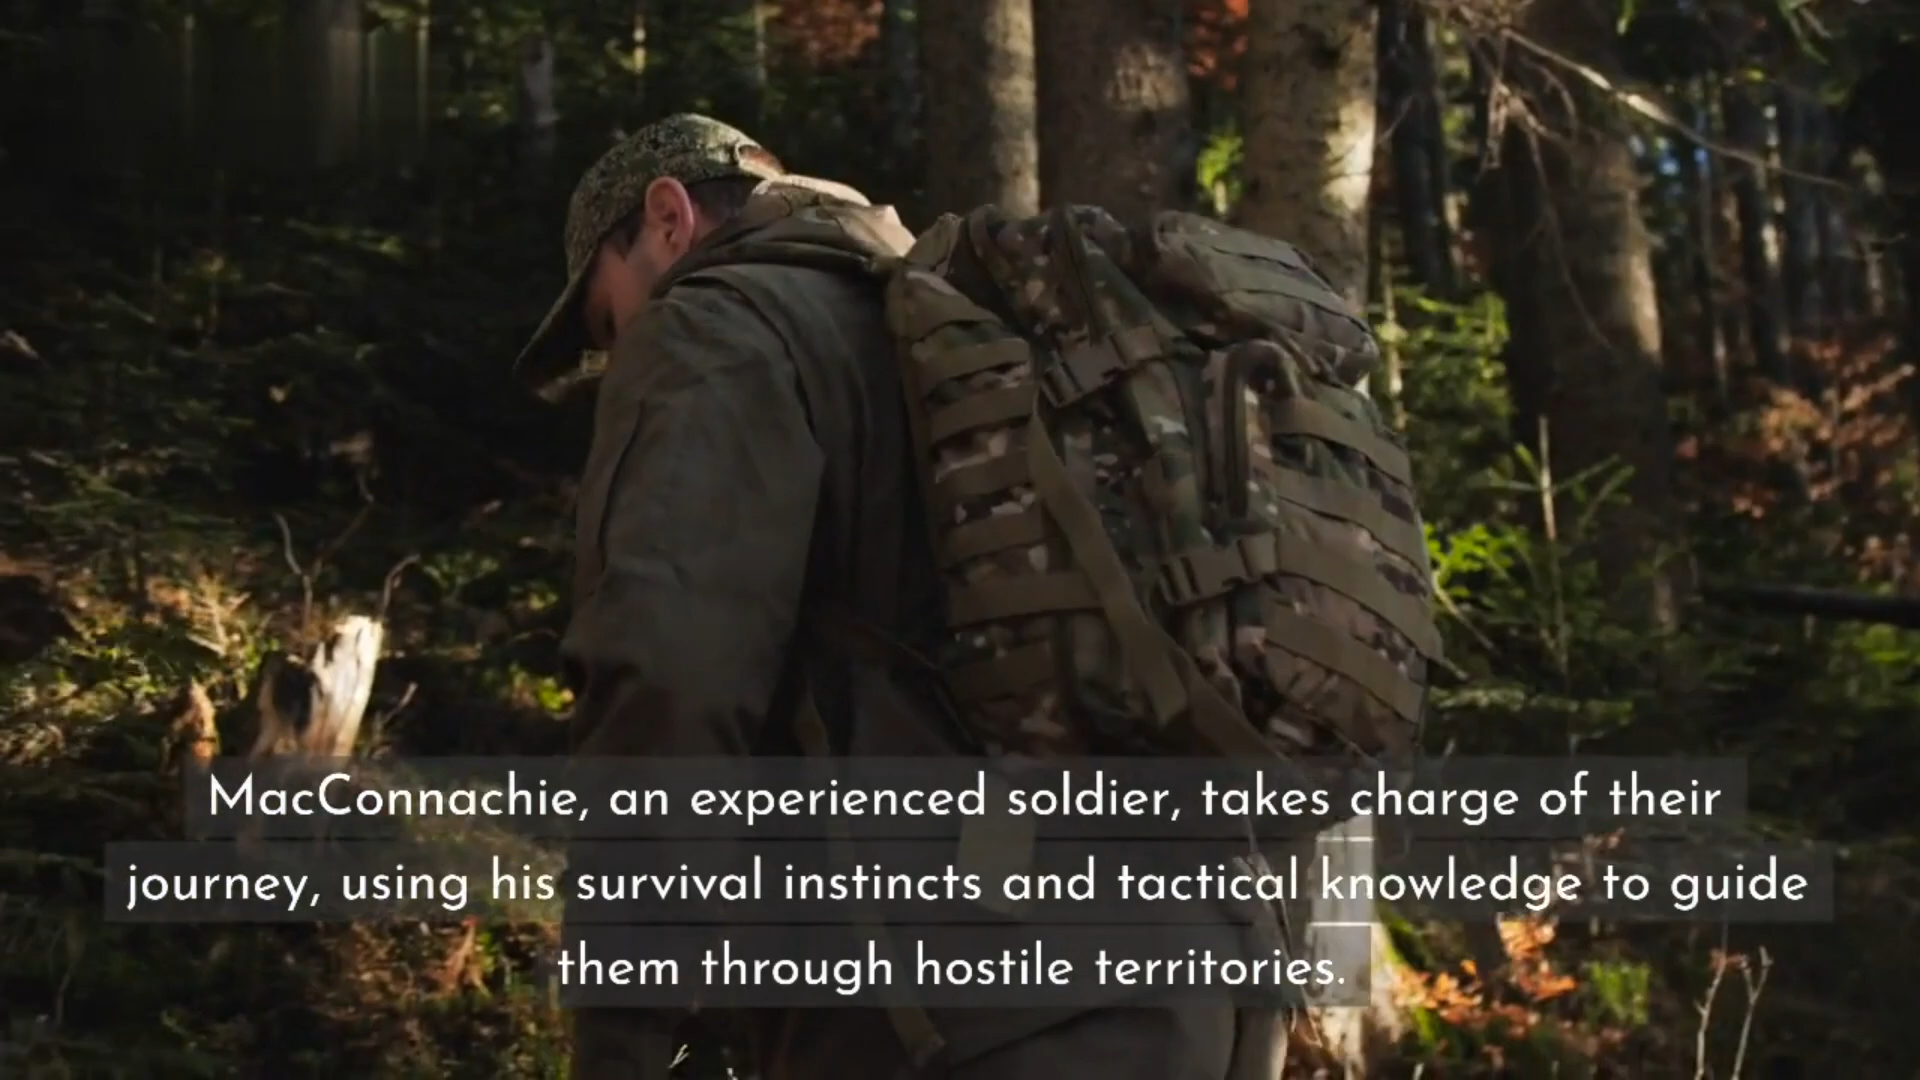 MacConnachie, an experienced soldier, takes charge of their
journey, using his survival instincts and tactical knowledge to guide
them through hostile territories.